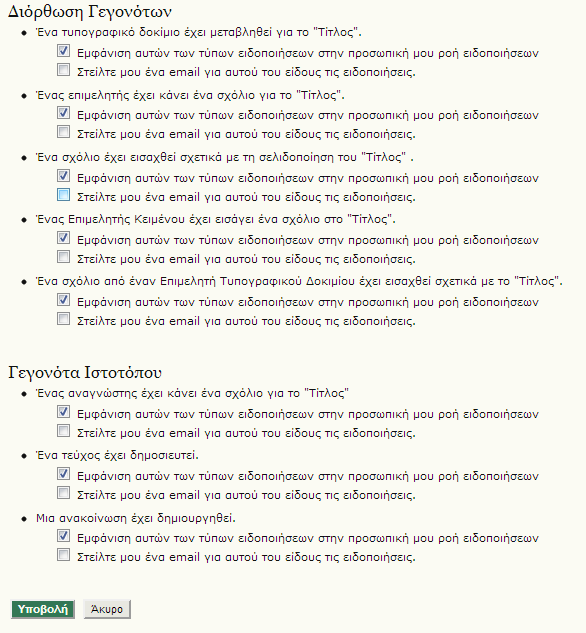 Διόρθωση Γεγονότων
Ένα τυπογραφικό δοκίμιο έχει μεταβληθεί για το "Τίτλος".
Εμφάνιση αυτών των τύπων ειδοποιήσεων στην προσωπική μου ροή ειδοποιήσεων
Στείλτε μου ένα email για αυτού του είδους τις ειδοποιήσεις.
Ένας επιμελητής έχει κάνει ένα σχόλιο για το "Τίτλος".
Εμφάνιση αυτών των τύπων ειδοποιήσεων στην προσωπική μου ροή ειδοποιήσεων
Στείλτε μου ένα email για αυτού του είδους τις ειδοποιήσεις.
Ένα σχόλιο έχει εισαχθεί σχετικά με τη σελιδοποίηση του "Τίτλος" .
Εμφάνιση αυτών των τύπων ειδοποιήσεων στην προσωπική μου ροή ειδοποιήσεων
Στείλτε μου ένα email για αυτού του είδους τις ειδοποιήσεις.
Ένας Επιμελητής Κειμένου έχει εισάγει ένα σχόλιο στο "Τίτλος".
Εμφάνιση αυτών των τύπων ειδοποιήσεων στην προσωπική μου ροή ειδοποιήσεων
Στείλτε μου ένα email για αυτού του είδους τις ειδοποιήσεις.
Ένα σχόλιο από έναν Επιμελητή Τυπογραφικού Δοκιμίου έχει εισαχθεί σχετικά με το "Τίτλος".
Εμφάνιση αυτών των τύπων ειδοποιήσεων στην προσωπική μου ροή ειδοποιήσεων
Στείλτε μου ένα email για αυτού του είδους τις ειδοποιήσεις.
Γεγονότα Ιστοτόπου
Ένας αναγνώστης έχει κάνει ένα σχόλιο για το "Τίτλος"
Εμφάνιση αυτών των τύπων ειδοποιήσεων στην προσωπική μου ροή ειδοποιήσεων
Στείλτε μου ένα email για αυτού του είδους τις ειδοποιήσεις.
Ένα τεύχος έχει δημοσιευτεί.
Εμφάνιση αυτών των τύπων ειδοποιήσεων στην προσωπική μου ροή ειδοποιήσεων
Στείλτε μου ένα email για αυτού του είδους τις ειδοποιήσεις.
Μια ανακοίνωση έχει δημιουργηθεί.
Εμφάνιση αυτών των τύπων ειδοποιήσεων στην προσωπική μου ροή ειδοποιήσεων
Στείλτε μου ένα email για αυτού του είδους τις ειδοποιήσεις.
Υποβολή Άκυρο